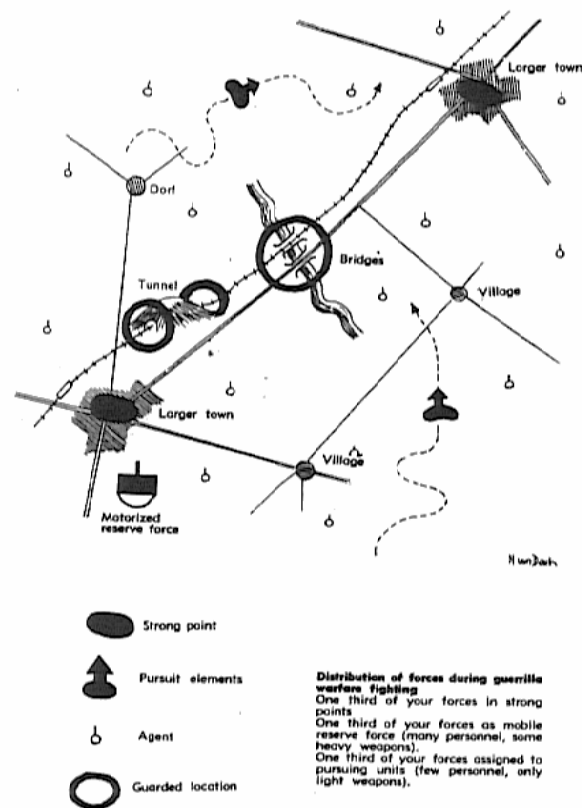 Larger town
Dorf
Bridges
Tunnel
Village
Larger town
Village
Motorized
reserve force
Strong point
Pursuit elements
Agent
Guarded location
Distribution of forces during guerrilla
warfare fighting
One third of your forces in strong
points
One third of your forces as mobile
reserve force (many personnel, some
heavy weapons).
One third of your forces assigned to
pursuing units (few personnel, only
light weapons).